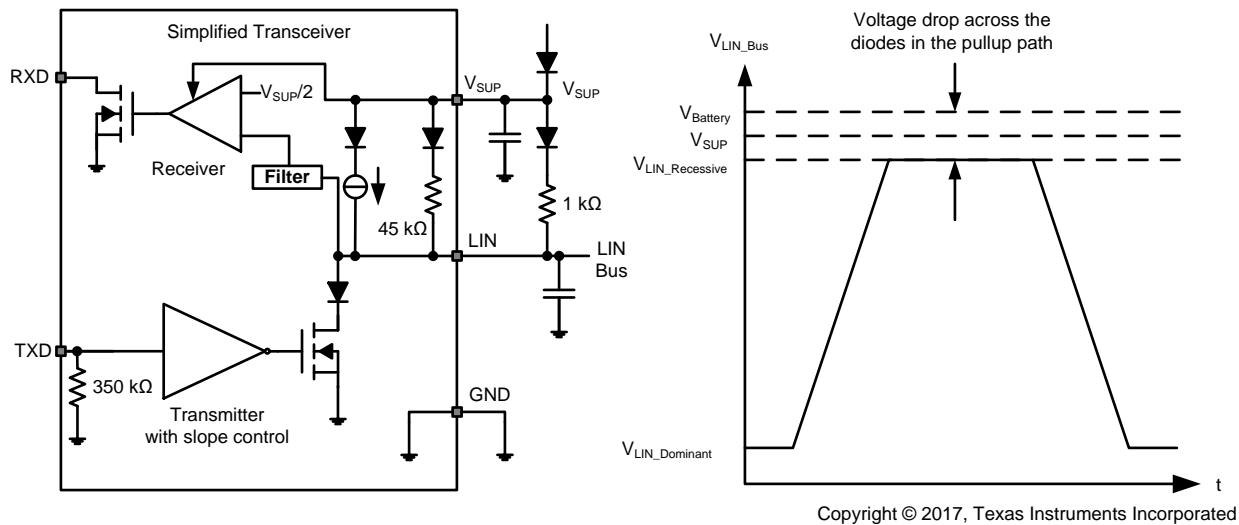 Simplified Transceiver
RXD
VSUP/2
VSUP
VSUP
Receiver
Filter
45 kΩ
1 kΩ
LIN
LIN
Bus
TXD
350 kΩ
Transmitter
with slope control
GND
Voltage drop across the
diodes in the pullup path
VLIN_Bus
VBattery
VSUP
VLIN_Recessive
VLIN_Dominant
t
Copyright © 2017, Texas Instruments Incorporated